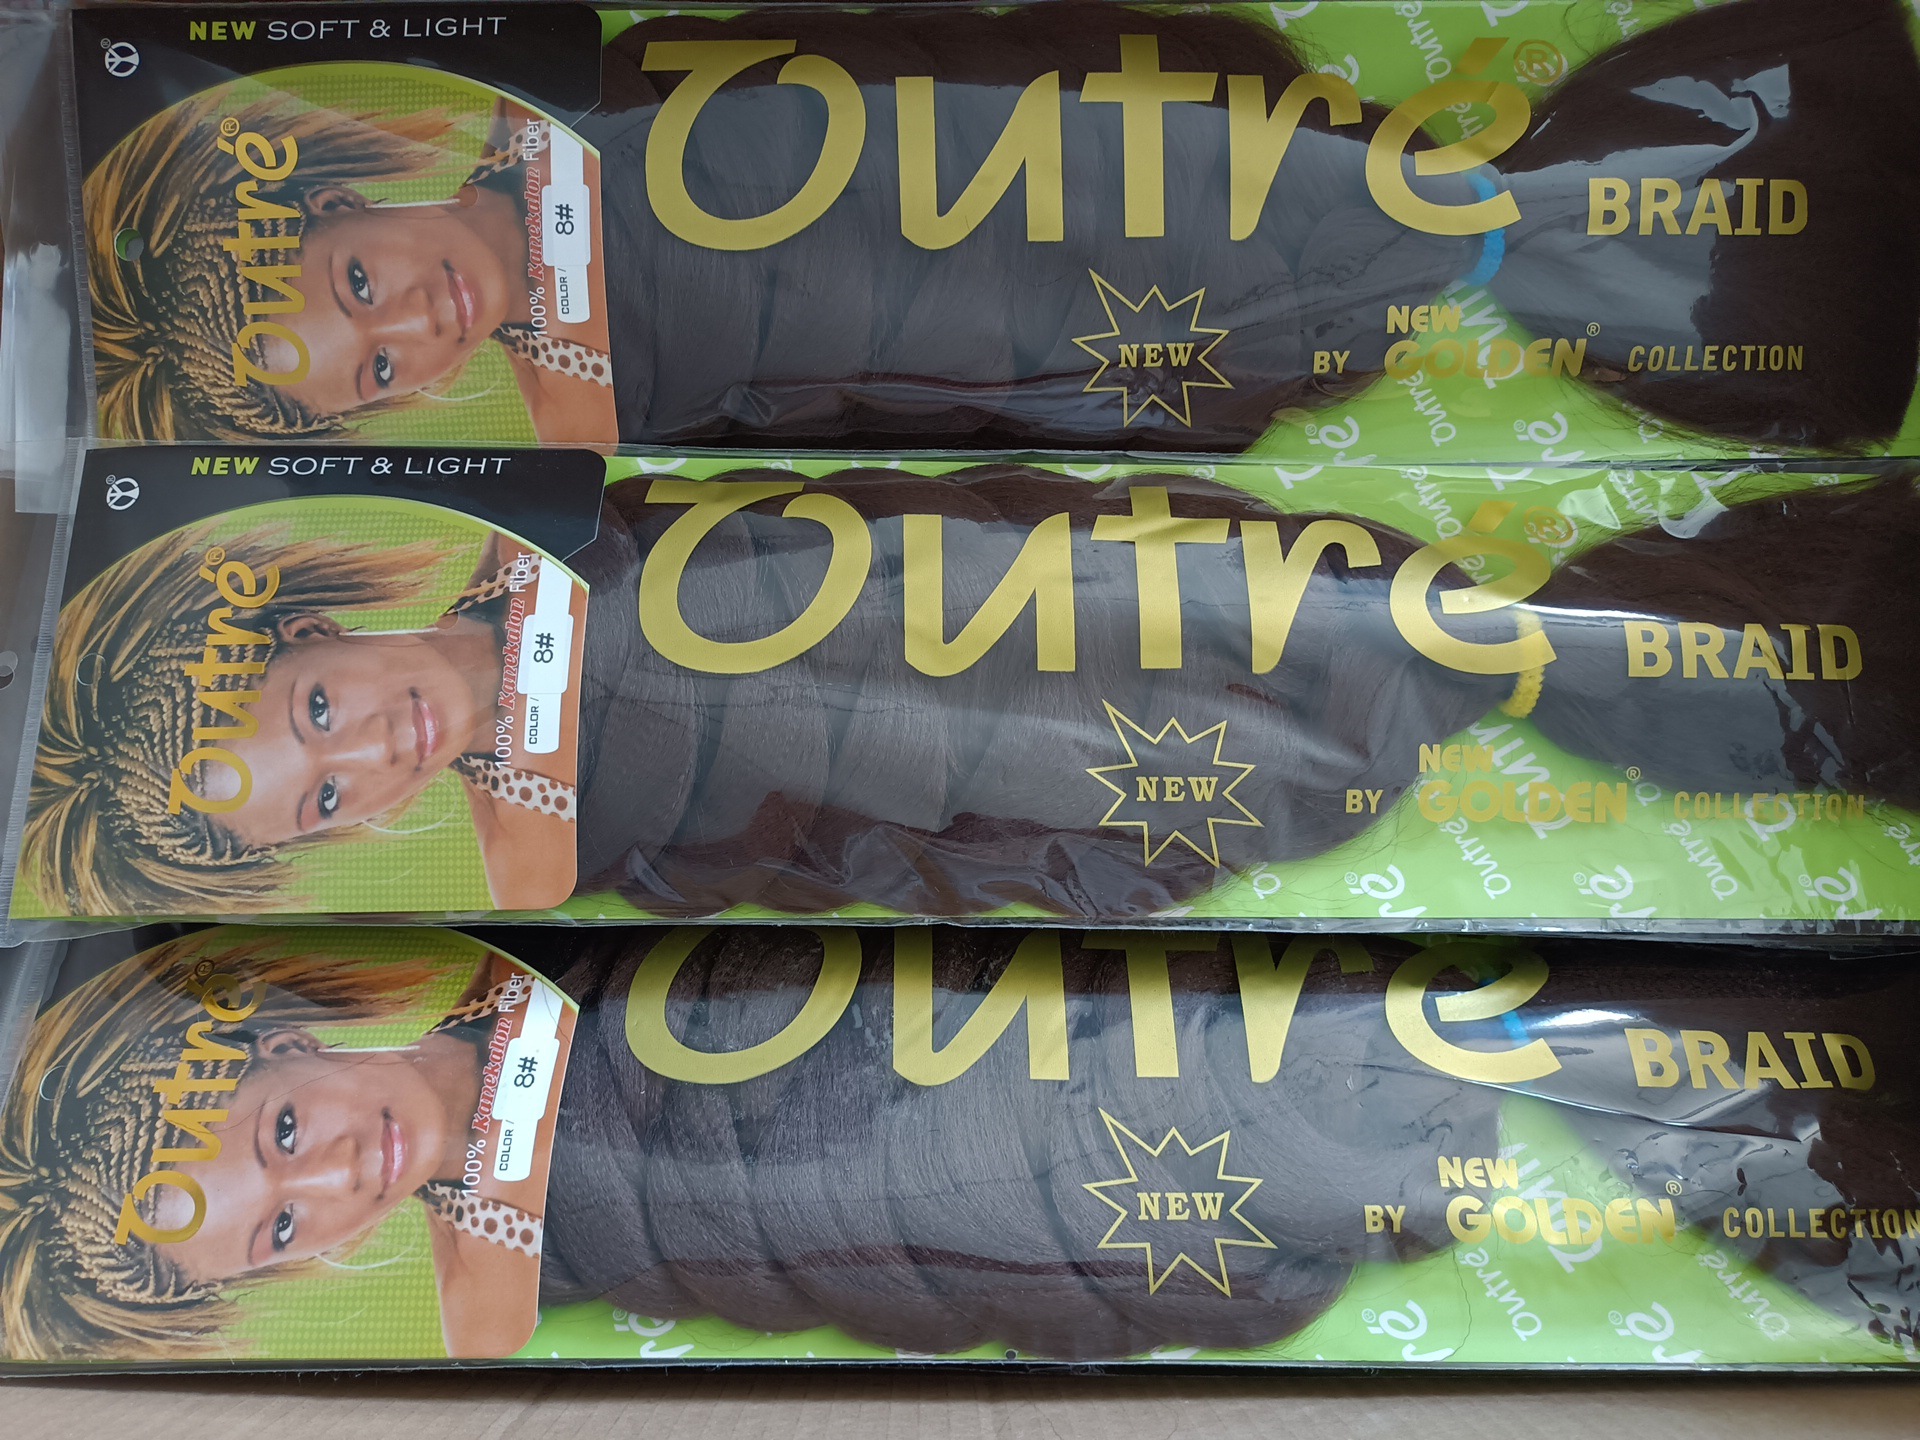 NEW SOFT & LIGHT
Outré®
100% Kanekalon Fiber
COLOR / 8#
Outré®
BRAID
NEW
BY NEW GOLDEN® COLLECTION
NEW SOFT & LIGHT
Outré®
100% Kanekalon Fiber
COLOR / 8#
Outré®
BRAID
NEW
BY NEW GOLDEN® COLLECTION
Outré®
100% Kanekalon Fiber
COLOR / 8#
Outré
BRAID
NEW
BY NEW GOLDEN® COLLECTION